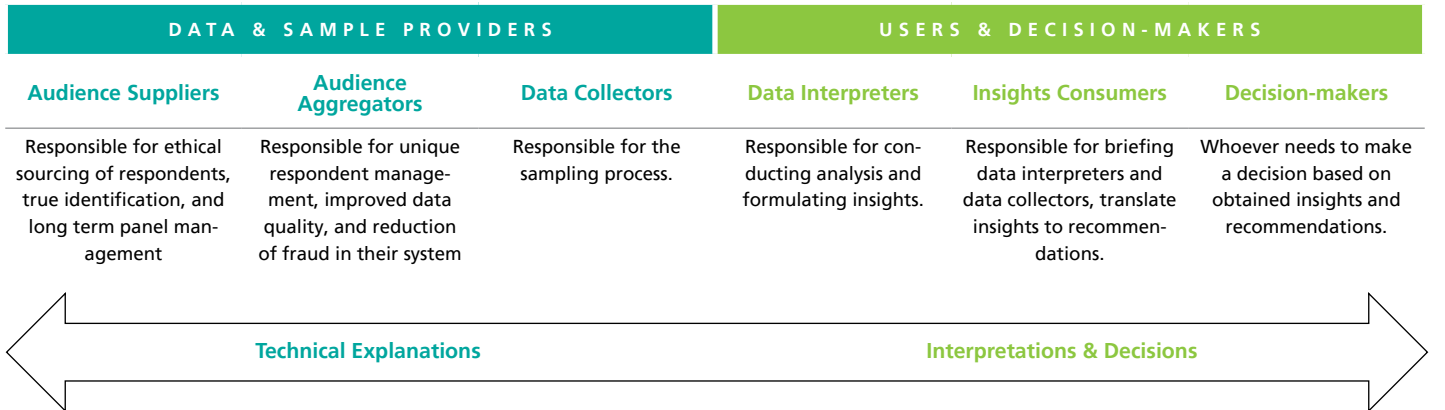 DATA & SAMPLE PROVIDERS
USERS & DECISION-MAKERS
Audience Suppliers
Audience
Aggregators
Data Collectors
Data Interpreters
Insights Consumers
Decision-makers
Responsible for ethical
sourcing of respondents,
true identification, and
long term panel man-
agement
Responsible for unique
respondent manage-
ment, improved data
quality, and reduction
of fraud in their system
Responsible for the
sampling process.
Responsible for con-
ducting analysis and
formulating insights.
Responsible for briefing
data interpreters and
data collectors, translate
insights to recommen-
dations.
Whoever needs to make
a decision based on
obtained insights and
recommendations.
Technical Explanations
Interpretations & Decisions